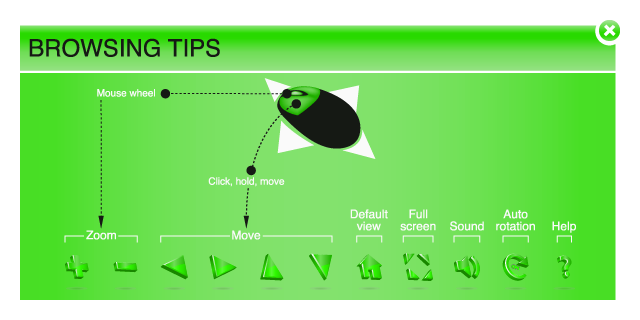 BROWSING TIPS
Mouse wheel
Click, hold, move
Zoom
Move
Default
view
Full
screen
Sound
Auto
rotation
Help
?